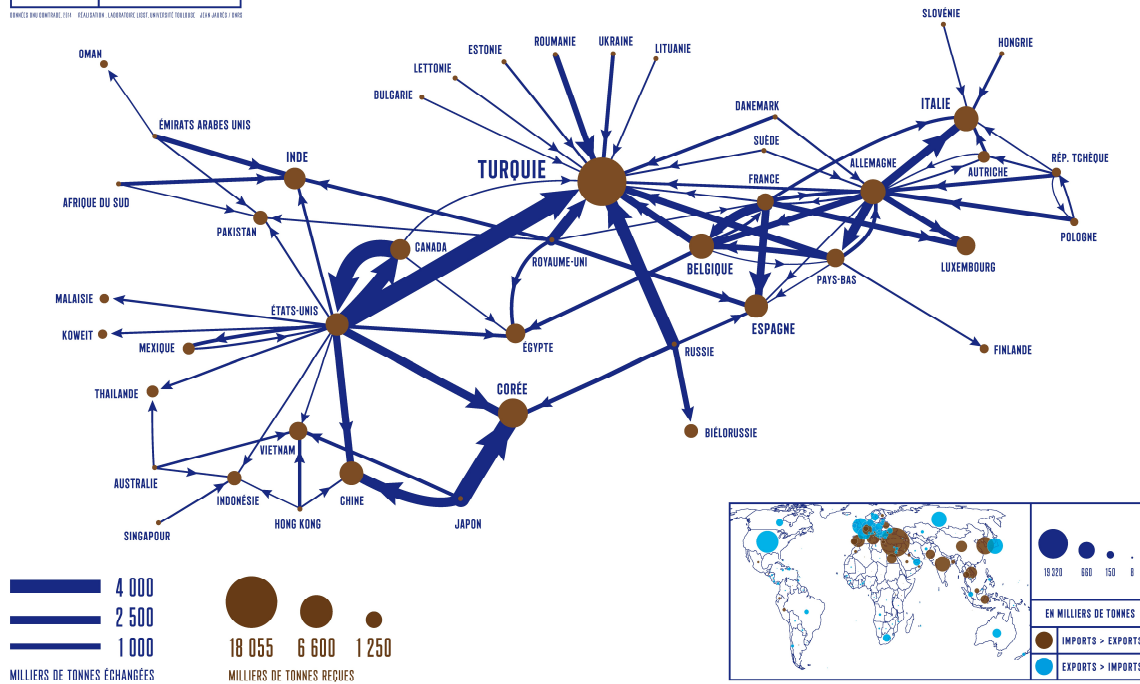 DONNÉES ONU COMTRADE, 2014 RÉALISATION, LABORATOIRE LISST, UNIVERSITÉ TOULOUSE JEAN JAURÈS / CNRS
SLOVÉNIE
HONGRIE
ROUMANIE
UKRAINE
LITUANIE
ESTONIE
OMAN
LETTONIE
BULGARIE
DANEMARK
ITALIE
ÉMIRATS ARABES UNIS
SUÈDE
INDE
TURQUIE
ALLEMAGNE
RÉP. TCHÈQUE
AUTRICHE
FRANCE
AFRIQUE DU SUD
PAKISTAN
POLOGNE
CANADA
ROYAUME-UNI
BELGIQUE
LUXEMBOURG
PAYS-BAS
MALAISIE
ÉTATS-UNIS
ESPAGNE
KOWEIT
MEXIQUE
ÉGYPTE
RUSSIE
FINLANDE
THAILANDE
CORÉE
BIÉLORUSSIE
VIETNAM
AUSTRALIE
INDONÉSIE
CHINE
HONG KONG
JAPON
SINGAPOUR
4 000
2 500
1 000
MILLIERS DE TONNES ÉCHANGÉES
18 055 6 600 1 250
MILLIERS DE TONNES REÇUES
19 320 660 150 8
EN MILLIERS DE TONNES
IMPORTS > EXPORTS
EXPORTS > IMPORTS